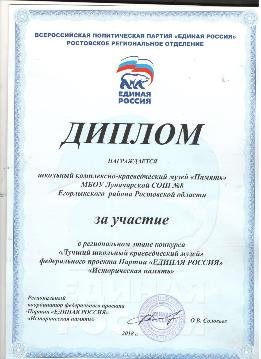 ВСЕРОССИЙСКАЯ ПОЛИТИЧЕСКАЯ ПАРТИЯ «ЕДИНАЯ РОССИЯ»
РОСТОВСКОЕ РЕГИОНАЛЬНОЕ ОТДЕЛЕНИЕ
ЕДИНАЯ
РОССИЯ
ДИПЛОМ
НАГРАЖДАЕТСЯ
школьный комплексно-краеведческий музей «Память»
МБОУ Луначарской СОШ №8
Егорлыкского района Ростовской области
за участие
в региональном этапе конкурса
«Лучший школьный краеведческий музей»
федерального проекта Партии «ЕДИНАЯ РОССИЯ»
«Историческая память»
Региональный
координатор федерального проекта
Партии «ЕДИНАЯ РОССИЯ»
«Историческая память»
О.В.